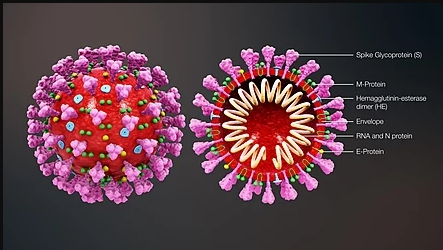 Spike Glycoprotein (S)
M-Protein
Hemagglutinin-esterase
dimer (HE)
Envelope
RNA and N protein
E-Protein